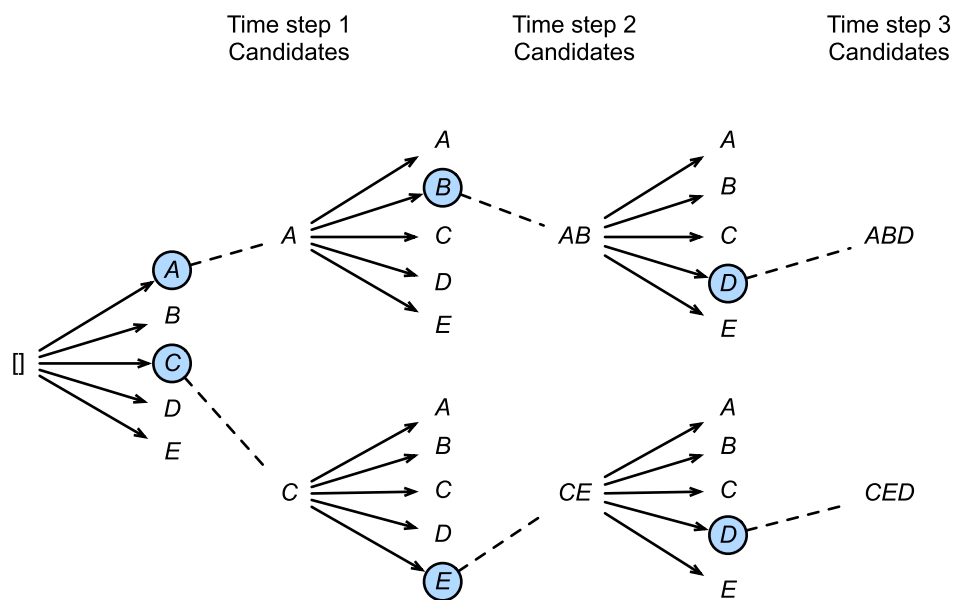 Time step 1
Candidates
Time step 2
Candidates
Time step 3
Candidates
[]
A
B
C
D
E
A
A
B
C
D
E
AB
A
B
C
D
E
ABD
C
A
B
C
D
E
CE
A
B
C
D
E
CED